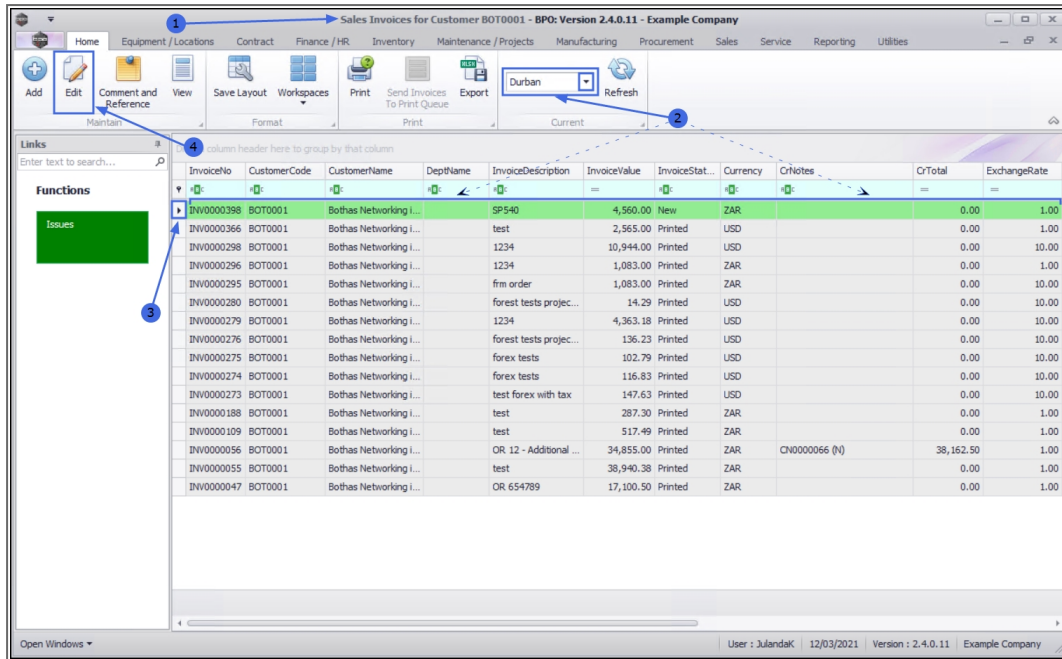 1
Sales Invoices for Customer BOT0001 - BPO: Version 2.4.0.11 - Example Company
Home Equipment / Locations Contract Finance / HR Inventory Maintenance / Projects Manufacturing Procurement Sales Service Reporting Utilities
Add Edit Comment and Reference View Save Layout Workspaces Print Send Invoices To Print Queue Export Durban Refresh
Maintain Format Print Current
4 2
Links
column header here to group by that column
Enter text to search...
InvoiceNo CustomerCode CustomerName DeptName InvoiceDescription InvoiceValue InvoiceStat... Currency CrNotes CrTotal ExchangeRate
Functions
Issues
3
INV0000398 BOT0001 Bothas Networking i... SP540 4,560.00 New ZAR 0.00 1.00
INV0000366 BOT0001 Bothas Networking i... test 2,565.00 Printed USD 0.00 1.00
INV0000298 BOT0001 Bothas Networking i... 1234 10,944.00 Printed USD 0.00 10.00
INV0000296 BOT0001 Bothas Networking i... 1234 1,083.00 Printed ZAR 0.00 1.00
INV0000295 BOT0001 Bothas Networking i... frm order 1,083.00 Printed ZAR 0.00 10.00
INV0000280 BOT0001 Bothas Networking i... forest tests projec... 14.29 Printed USD 0.00 10.00
INV0000279 BOT0001 Bothas Networking i... 1234 4,363.18 Printed USD 0.00 10.00
INV0000276 BOT0001 Bothas Networking i... forest tests projec... 136.23 Printed USD 0.00 10.00
INV0000275 BOT0001 Bothas Networking i... forex tests 102.79 Printed USD 0.00 10.00
INV0000274 BOT0001 Bothas Networking i... forex tests 116.83 Printed USD 0.00 10.00
INV0000273 BOT0001 Bothas Networking i... test forex with tax 147.63 Printed USD 0.00 10.00
INV0000188 BOT0001 Bothas Networking i... test 287.30 Printed ZAR 0.00 1.00
INV0000109 BOT0001 Bothas Networking i... test 517.49 Printed ZAR 0.00 1.00
INV0000056 BOT0001 Bothas Networking i... OR 12 - Additional ... 34,855.00 Printed ZAR CN0000066 (N) 38,162.50 1.00
INV0000055 BOT0001 Bothas Networking i... test 38,940.38 Printed ZAR 0.00 1.00
INV0000047 BOT0001 Bothas Networking i... OR 654789 17,100.50 Printed ZAR 0.00 1.00
Open Windows User : JulandaK 12/03/2021 Version : 2.4.0.11 Example Company